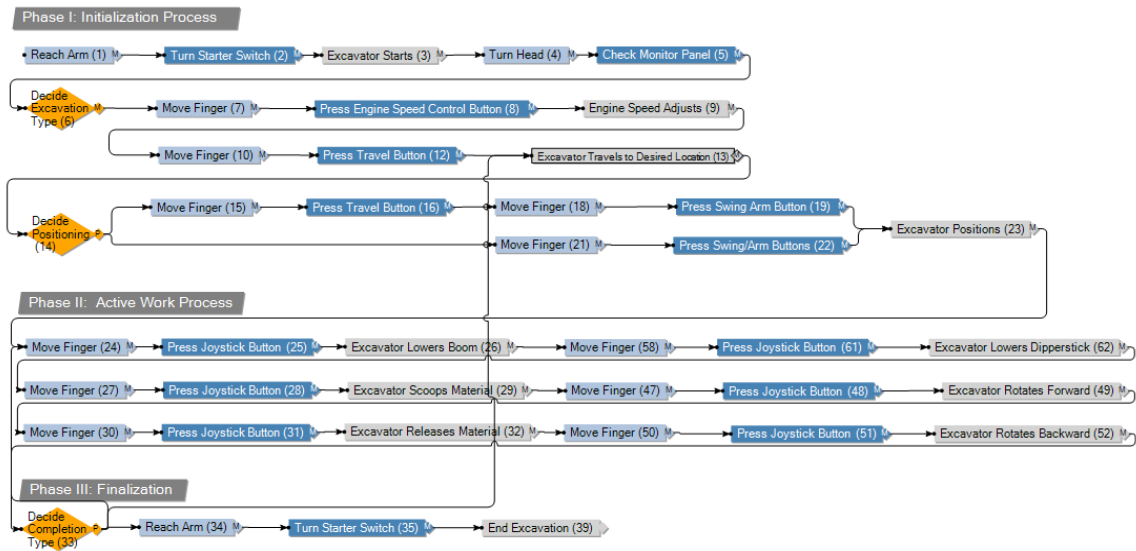 Phase I: Initialization Process
Reach Arm (1) M Turn Starter Switch (2) M Excavator Starts (3) M Turn Head (4) M Check Monitor Panel (5) M
Decide
Excavation
Type (6) M
Move Finger (7) M Press Engine Speed Control Button (8) M Engine Speed Adjusts (9) M
Move Finger (10) M Press Travel Button (12) M Excavator Travels to Desired Location (13) M
Decide
Positioning
(14) P
Move Finger (15) M Press Travel Button (16) M Move Finger (18) M Press Swing Arm Button (19) M
Excavator Positions (23) M
Move Finger (21) M Press Swing/Arm Buttons (22) M
Phase II: Active Work Process
Move Finger (24) M Press Joystick Button (25) M Excavator Lowers Boom (26) M Move Finger (58) M Press Joystick Button (61) M Excavator Lowers Dipperstick (62) M
Move Finger (27) M Press Joystick Button (28) M Excavator Scoops Material (29) M Move Finger (47) M Press Joystick Button (48) M Excavator Rotates Forward (49) M
Move Finger (30) M Press Joystick Button (31) M Excavator Releases Material (32) M Move Finger (50) M Press Joystick Button (51) M Excavator Rotates Backward (52) M
Phase III: Finalization
Decide
Completion
Type (33) P
Reach Arm (34) M Turn Starter Switch (35) M End Excavation (39)